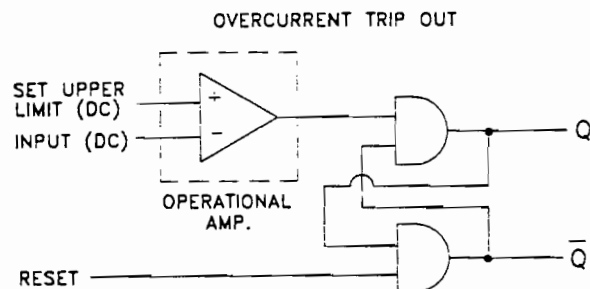 OVERCURRENT TRIP OUT
SET UPPER
LIMIT (DC)
+
INPUT (DC)
−
OPERATIONAL
AMP.
Q
Q̅
RESET